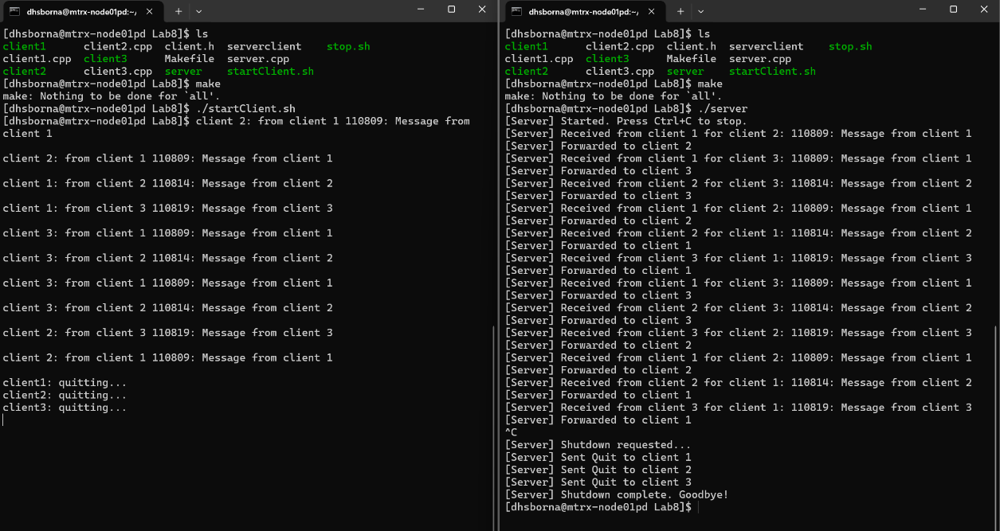 dhsborna@mtrx-node01pd:~/
[dhsborna@mtrx-node01pd Lab8]$ ls
client1      client2.cpp  client.h  serverclient    stop.sh
client1.cpp  client3      Makefile  server.cpp
client2      client3.cpp  server    startClient.sh
[dhsborna@mtrx-node01pd Lab8]$ make
make: Nothing to be done for `all'.
[dhsborna@mtrx-node01pd Lab8]$ ./startClient.sh
[dhsborna@mtrx-node01pd Lab8]$ client 2: from client 1 110809: Message from
client 1
client 2: from client 1 110809: Message from client 1
client 1: from client 2 110814: Message from client 2
client 1: from client 3 110819: Message from client 3
client 3: from client 1 110809: Message from client 1
client 3: from client 2 110814: Message from client 2
client 3: from client 1 110809: Message from client 1
client 3: from client 2 110814: Message from client 2
client 2: from client 3 110819: Message from client 3
client 2: from client 1 110809: Message from client 1
client1: quitting...
client2: quitting...
client3: quitting...
dhsborna@mtrx-node01pd:~/
[dhsborna@mtrx-node01pd Lab8]$ ls
client1      client2.cpp  client.h  serverclient    stop.sh
client1.cpp  client3      Makefile  server.cpp
client2      client3.cpp  server    startClient.sh
[dhsborna@mtrx-node01pd Lab8]$ make
make: Nothing to be done for `all'.
[dhsborna@mtrx-node01pd Lab8]$ ./server
[Server] Started. Press Ctrl+C to stop.
[Server] Received from client 1 for client 2: 110809: Message from client 1
[Server] Forwarded to client 2
[Server] Received from client 1 for client 3: 110809: Message from client 1
[Server] Forwarded to client 3
[Server] Received from client 2 for client 3: 110814: Message from client 2
[Server] Forwarded to client 3
[Server] Received from client 1 for client 2: 110809: Message from client 1
[Server] Forwarded to client 2
[Server] Received from client 2 for client 1: 110814: Message from client 2
[Server] Forwarded to client 1
[Server] Received from client 3 for client 1: 110819: Message from client 3
[Server] Forwarded to client 1
[Server] Received from client 1 for client 3: 110809: Message from client 1
[Server] Forwarded to client 3
[Server] Received from client 2 for client 3: 110814: Message from client 2
[Server] Forwarded to client 3
[Server] Received from client 3 for client 2: 110819: Message from client 3
[Server] Forwarded to client 2
[Server] Received from client 1 for client 2: 110809: Message from client 1
[Server] Forwarded to client 2
[Server] Received from client 2 for client 1: 110814: Message from client 2
[Server] Forwarded to client 1
[Server] Received from client 3 for client 1: 110819: Message from client 3
[Server] Forwarded to client 1
^C
[Server] Shutdown requested...
[Server] Sent Quit to client 1
[Server] Sent Quit to client 2
[Server] Sent Quit to client 3
[Server] Shutdown complete. Goodbye!
[dhsborna@mtrx-node01pd Lab8]$